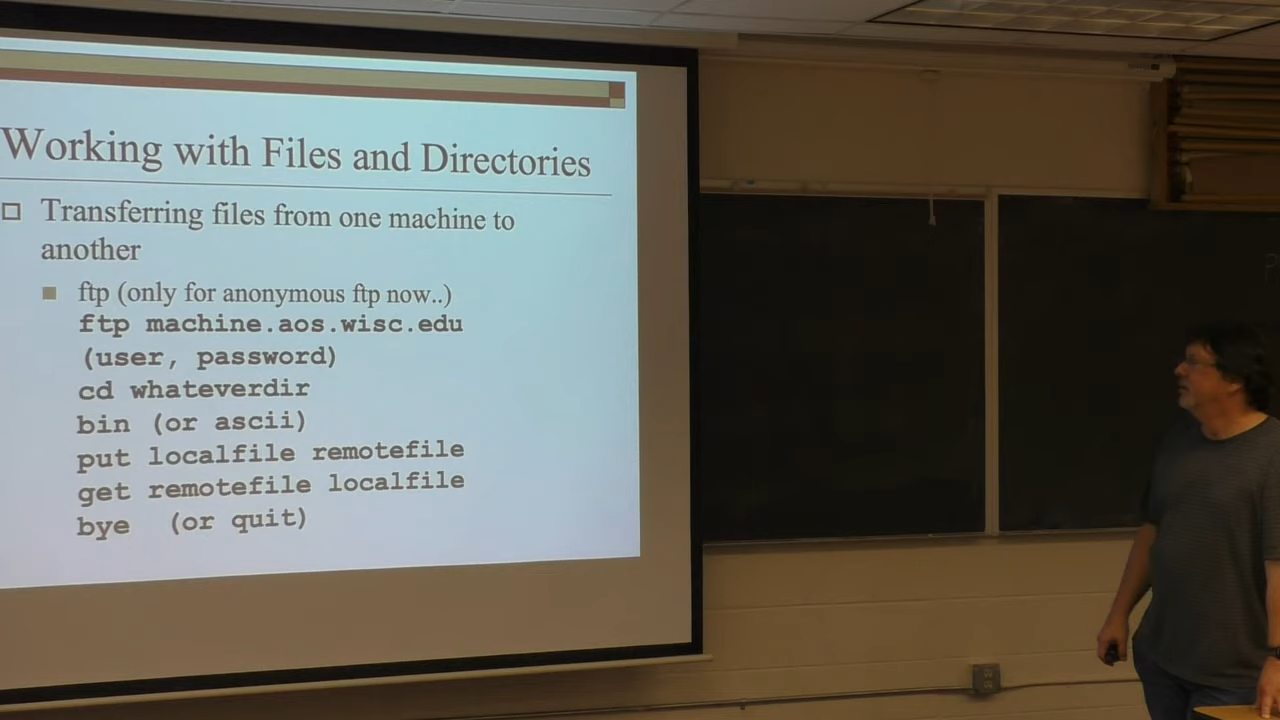 Working with Files and Directories
Transferring files from one machine to
another
ftp (only for anonymous ftp now..)
ftp machine.aos.wisc.edu
(user, password)
cd whateverdir
bin (or ascii)
put localfile remotefile
get remotefile localfile
bye (or quit)